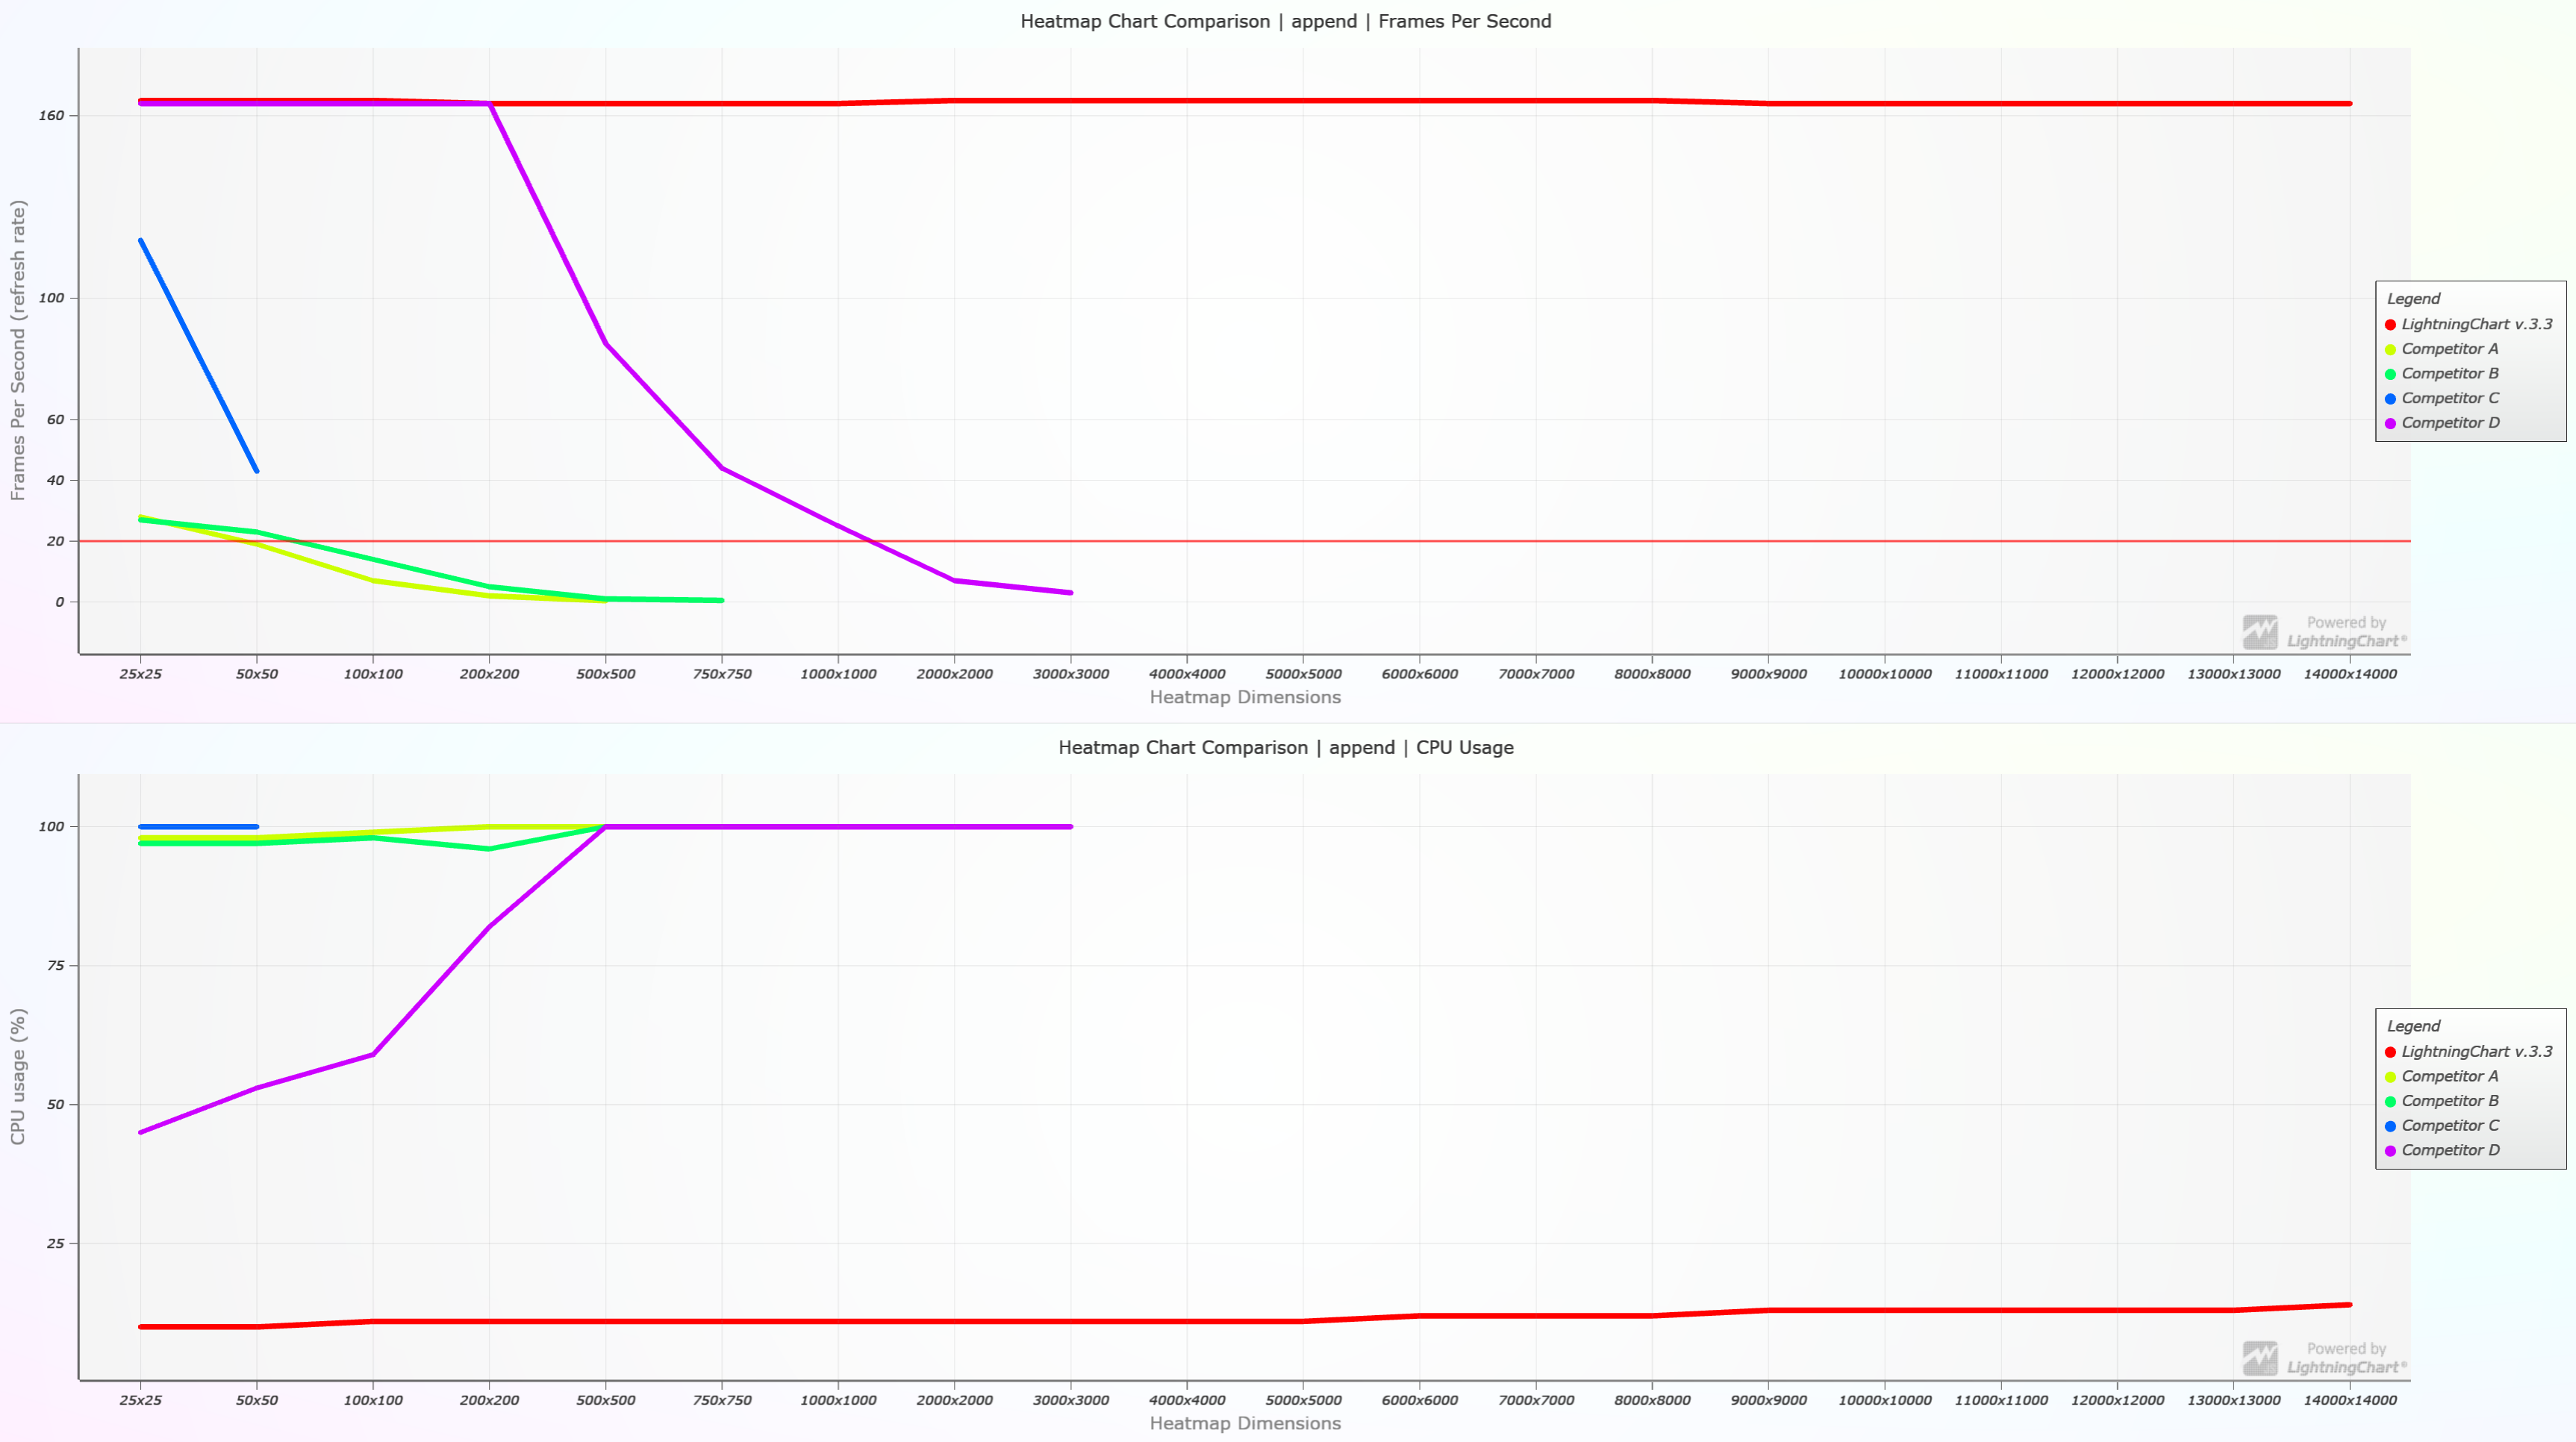 Heatmap Chart Comparison | append | Frames Per Second
Frames Per Second (refresh rate)
160
100
60
40
20
0
Legend
LightningChart v.3.3
Competitor A
Competitor B
Competitor C
Competitor D
Powered by
LightningChart®
25x25 50x50 100x100 200x200 500x500 750x750 1000x1000 2000x2000 3000x3000 4000x4000 5000x5000 6000x6000 7000x7000 8000x8000 9000x9000 10000x10000 11000x11000 12000x12000 13000x13000 14000x14000
Heatmap Dimensions
Heatmap Chart Comparison | append | CPU Usage
CPU usage (%)
100
75
50
25
Legend
LightningChart v.3.3
Competitor A
Competitor B
Competitor C
Competitor D
Powered by
LightningChart®
25x25 50x50 100x100 200x200 500x500 750x750 1000x1000 2000x2000 3000x3000 4000x4000 5000x5000 6000x6000 7000x7000 8000x8000 9000x9000 10000x10000 11000x11000 12000x12000 13000x13000 14000x14000
Heatmap Dimensions